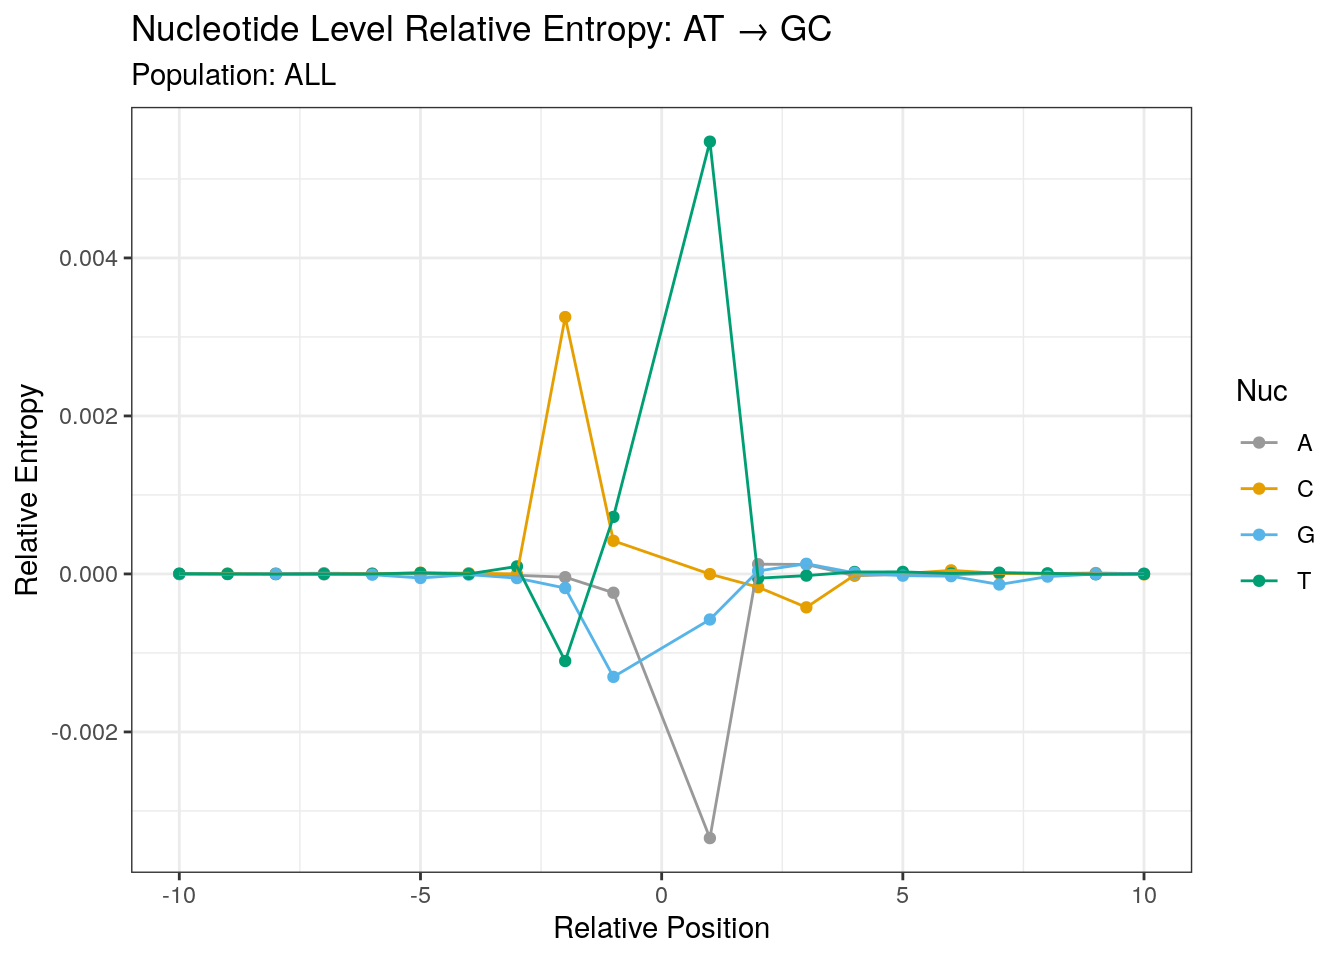 Nucleotide Level Relative Entropy: AT → GC
Population: ALL
Relative Entropy
0.004
0.002
0.000
-0.002
-10
-5
0
5
10
Relative Position
Nuc
A
C
G
T